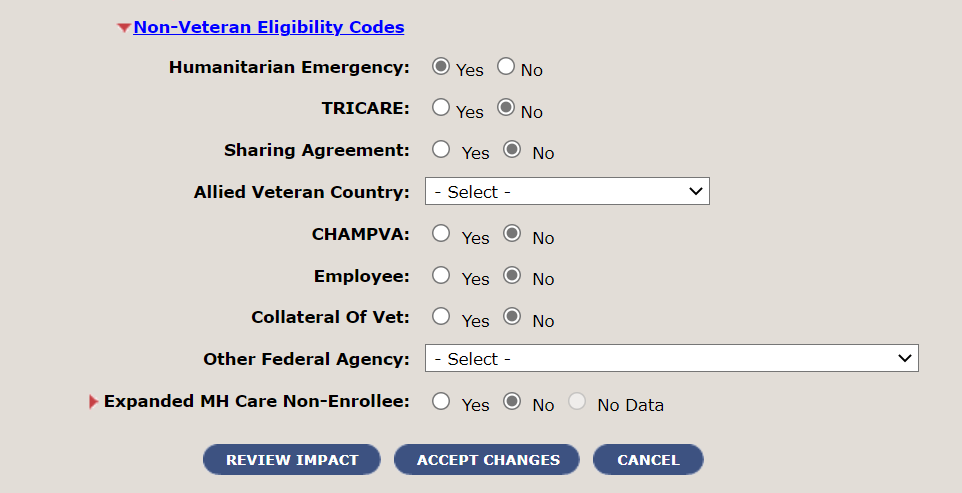 Non-Veteran Eligibility Codes
Humanitarian Emergency: Yes No
TRICARE: Yes No
Sharing Agreement: Yes No
Allied Veteran Country: - Select -
CHAMPVA: Yes No
Employee: Yes No
Collateral Of Vet: Yes No
Other Federal Agency: - Select -
Expanded MH Care Non-Enrollee: Yes No No Data
REVIEW IMPACT ACCEPT CHANGES CANCEL